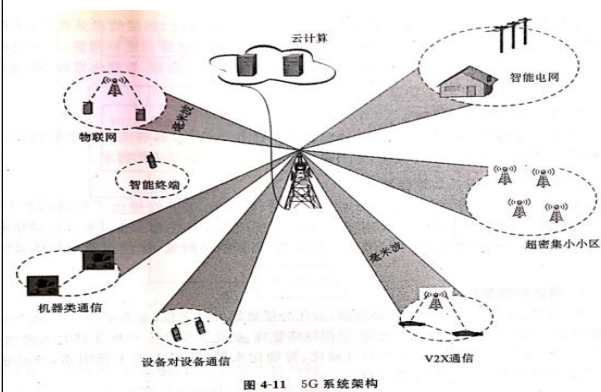 云计算
智能电网
物联网
毫米波
智能终端
超密集小小区
毫米波
机器类通信
设备对设备通信
V2X通信
图 4-11 5G 系统架构